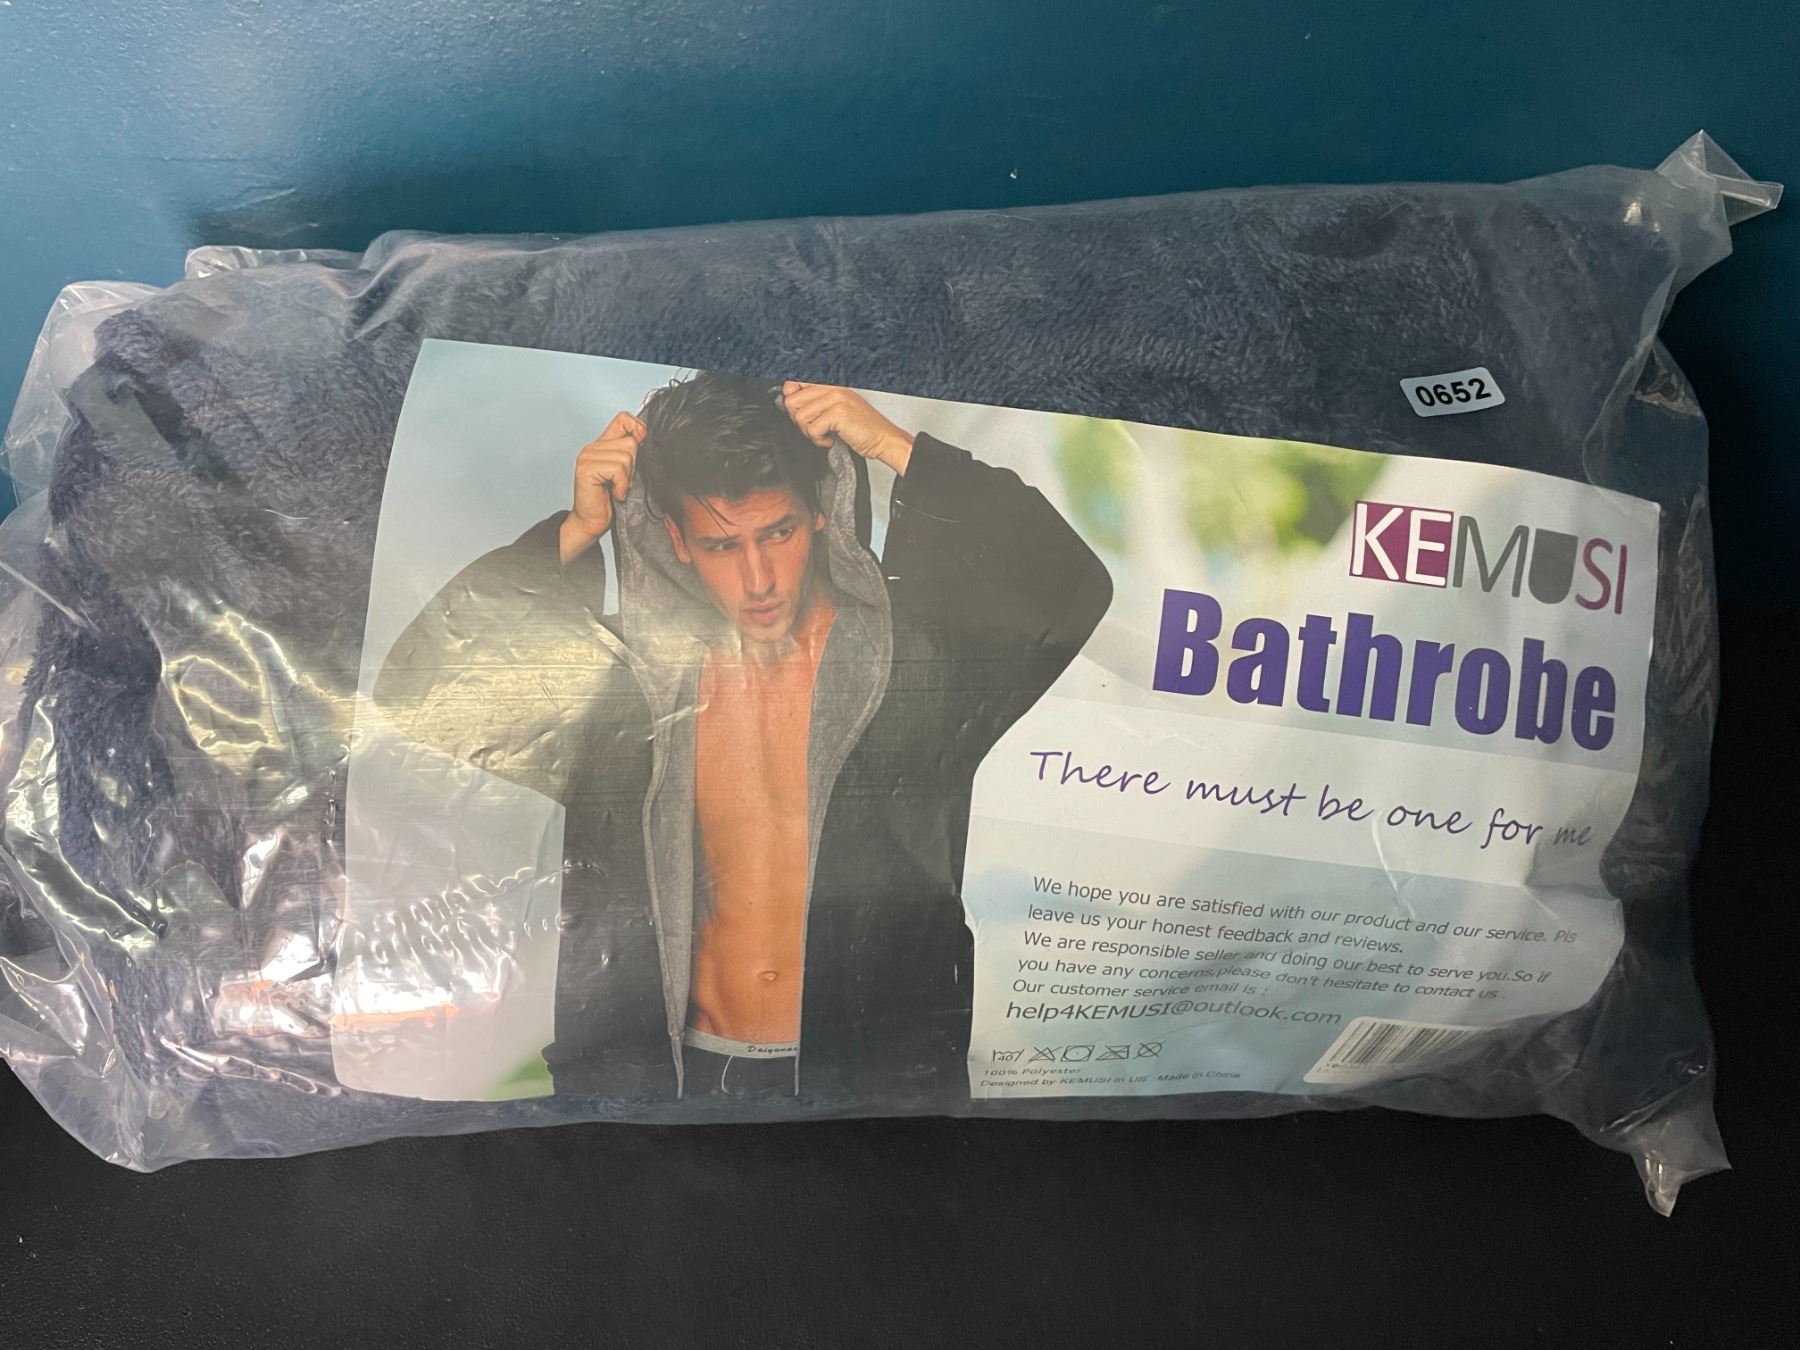 0652
KEMUSI
Bathrobe
There must be one for me
We hope you are satisfied with our product and our service. Pls
leave us your honest feedback and reviews.
We are responsible seller and doing our best to serve you.So if
you have any concerns,please don't hesitate to contact us .
Our customer service email is :
help4KEMUSI@outlook.com
100% Polyester
Designed by KEMUSI in US Made in China